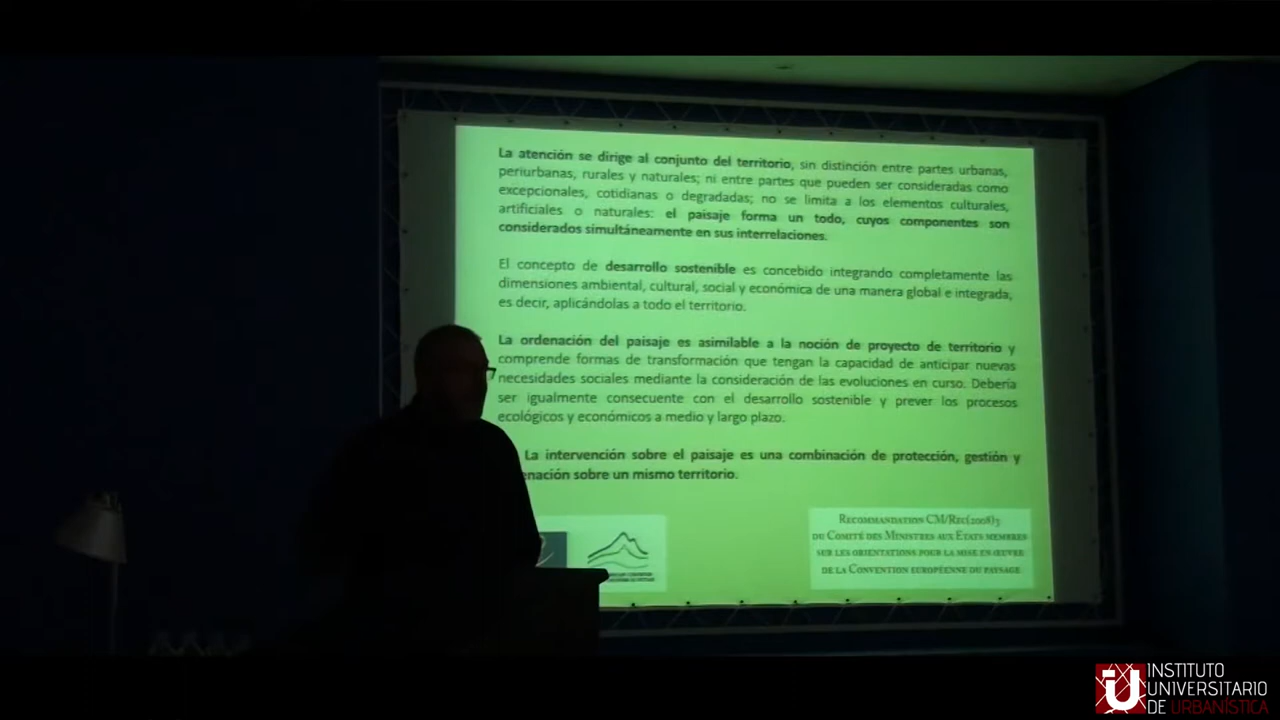 La atención se dirige al conjunto del territorio, sin distinción entre partes urbanas,
periurbanas, rurales y naturales; ni entre partes que pueden ser consideradas como
excepcionales, cotidianas o degradadas; no se limita a los elementos culturales,
artificiales o naturales: el paisaje forma un todo, cuyos componentes son
considerados simultáneamente en sus interrelaciones.
El concepto de desarrollo sostenible es concebido integrando completamente las
dimensiones ambiental, cultural, social y económica de una manera global e integrada,
es decir, aplicándolas a todo el territorio.
La ordenación del paisaje es asimilable a la noción de proyecto de territorio y
comprende formas de transformación que tengan la capacidad de anticipar nuevas
necesidades sociales mediante la consideración de las evoluciones en curso. Debería
ser igualmente consecuente con el desarrollo sostenible y prever los procesos
ecológicos y económicos a medio y largo plazo.
La intervención sobre el paisaje es una combinación de protección, gestión y
enación sobre un mismo territorio.
RECOMMANDATION CM/REC(2008)3
DU COMITÉ DES MINISTRES AUX ETATS MEMBRES
SUR LES ORIENTATIONS POUR LA MISE EN ŒUVRE
DE LA CONVENTION EUROPÉENNE DU PAYSAGE
INSTITUTO
UNIVERSITARIO
DE URBANÍSTICA